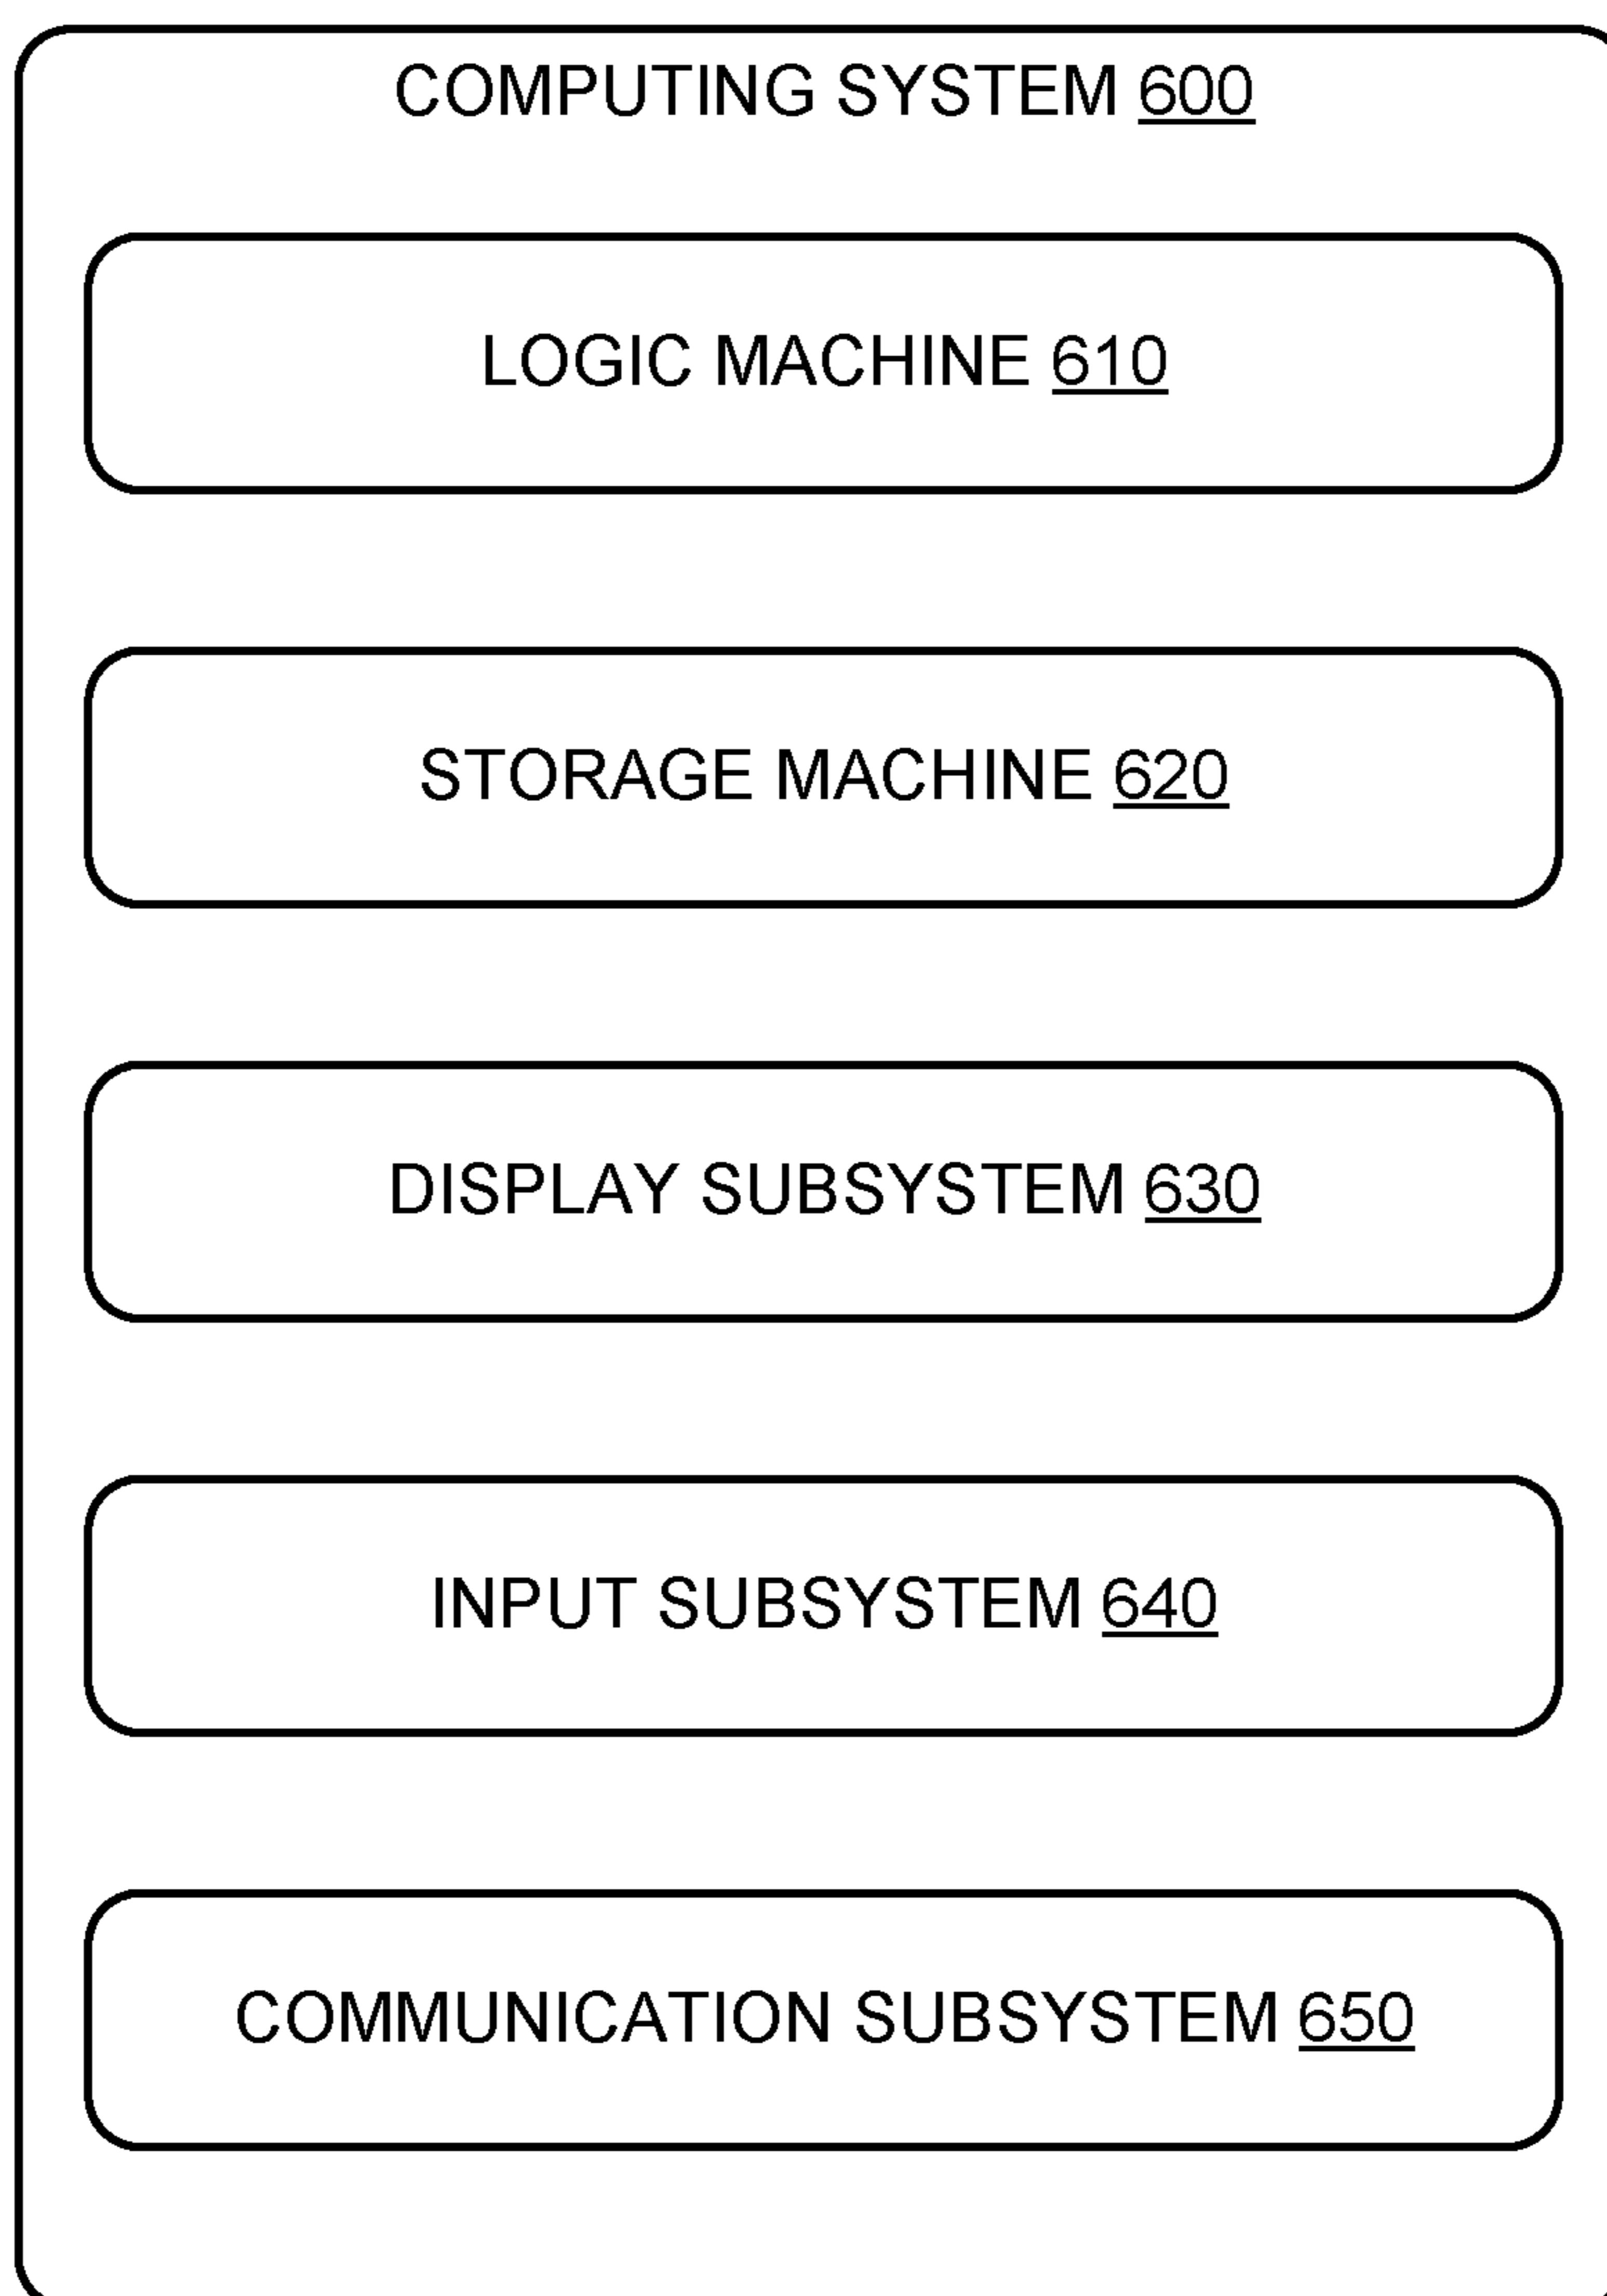 COMPUTING SYSTEM 600
LOGIC MACHINE 610
STORAGE MACHINE 620
DISPLAY SUBSYSTEM 630
INPUT SUBSYSTEM 640
COMMUNICATION SUBSYSTEM 650